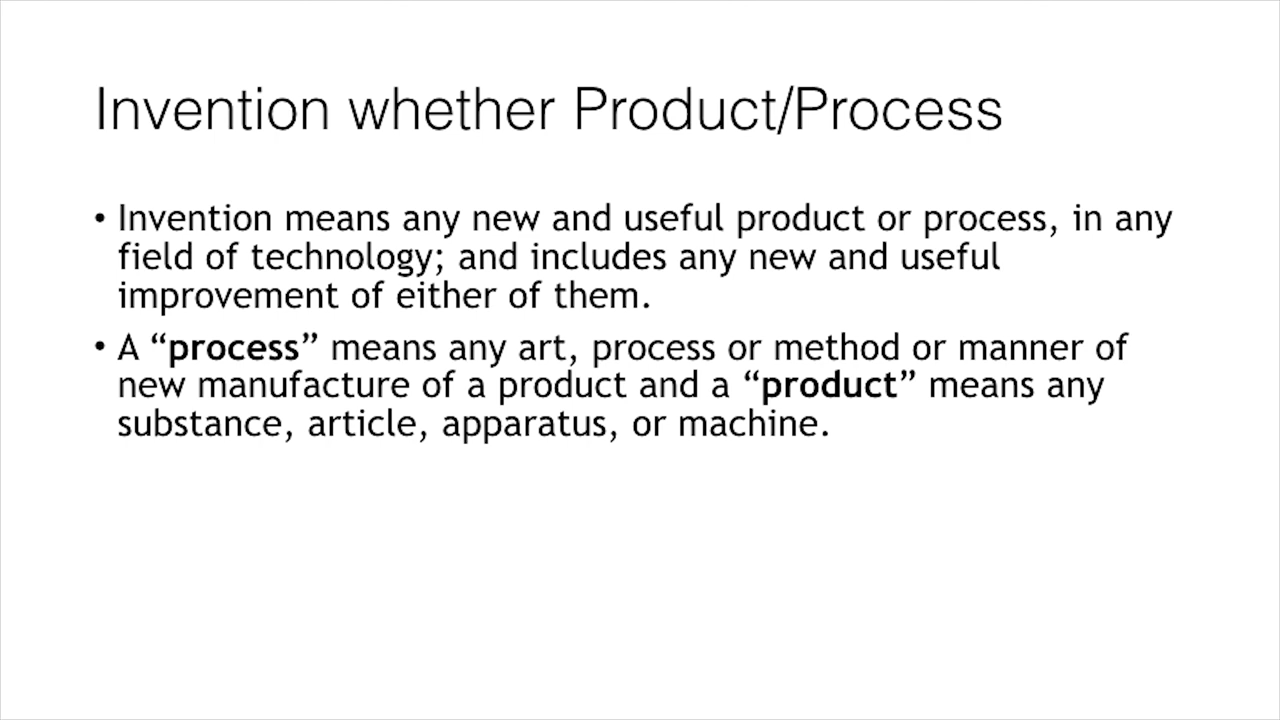 Invention whether Product/Process
• Invention means any new and useful product or process, in any
field of technology; and includes any new and useful
improvement of either of them.
• A “process” means any art, process or method or manner of
new manufacture of a product and a “product” means any
substance, article, apparatus, or machine.